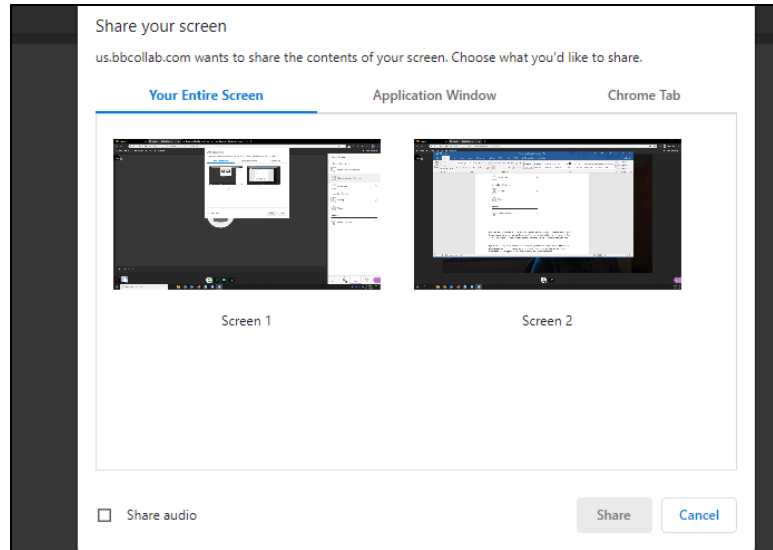 Share your screen
us.bbcollab.com wants to share the contents of your screen. Choose what you'd like to share.
Your Entire Screen Application Window Chrome Tab
Screen 1 Screen 2
Share audio Share Cancel